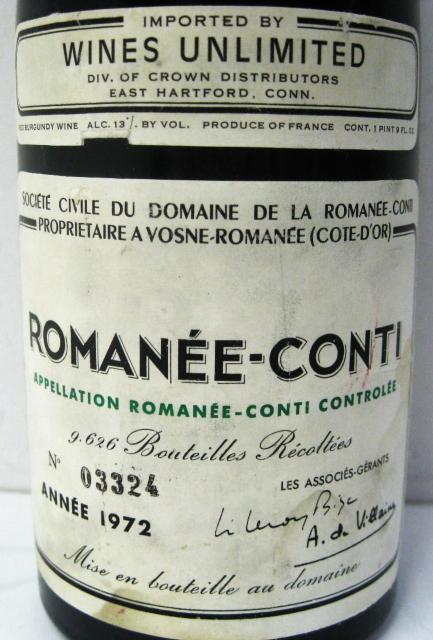 IMPORTED BY
WINES UNLIMITED
DIV. OF CROWN DISTRIBUTORS
EAST HARTFORD, CONN.
BURGUNDY WINE ALC. 13°/. BY VOL. PRODUCE OF FRANCE CONT. 1 PINT 9 FL.
SOCIÉTÉ CIVILE DU DOMAINE DE LA ROMANÉE-CONTI
PROPRIÉTAIRE A VOSNE-ROMANÉE (COTE-D'OR)
ROMANÉE-CONTI
APPELLATION ROMANÉE-CONTI CONTROLÉE
9.626 Bouteilles Récoltées
N° 03324
LES ASSOCIÉS-GÉRANTS
ANNÉE 1972
A. de Villaine
Mise en bouteille au domaine